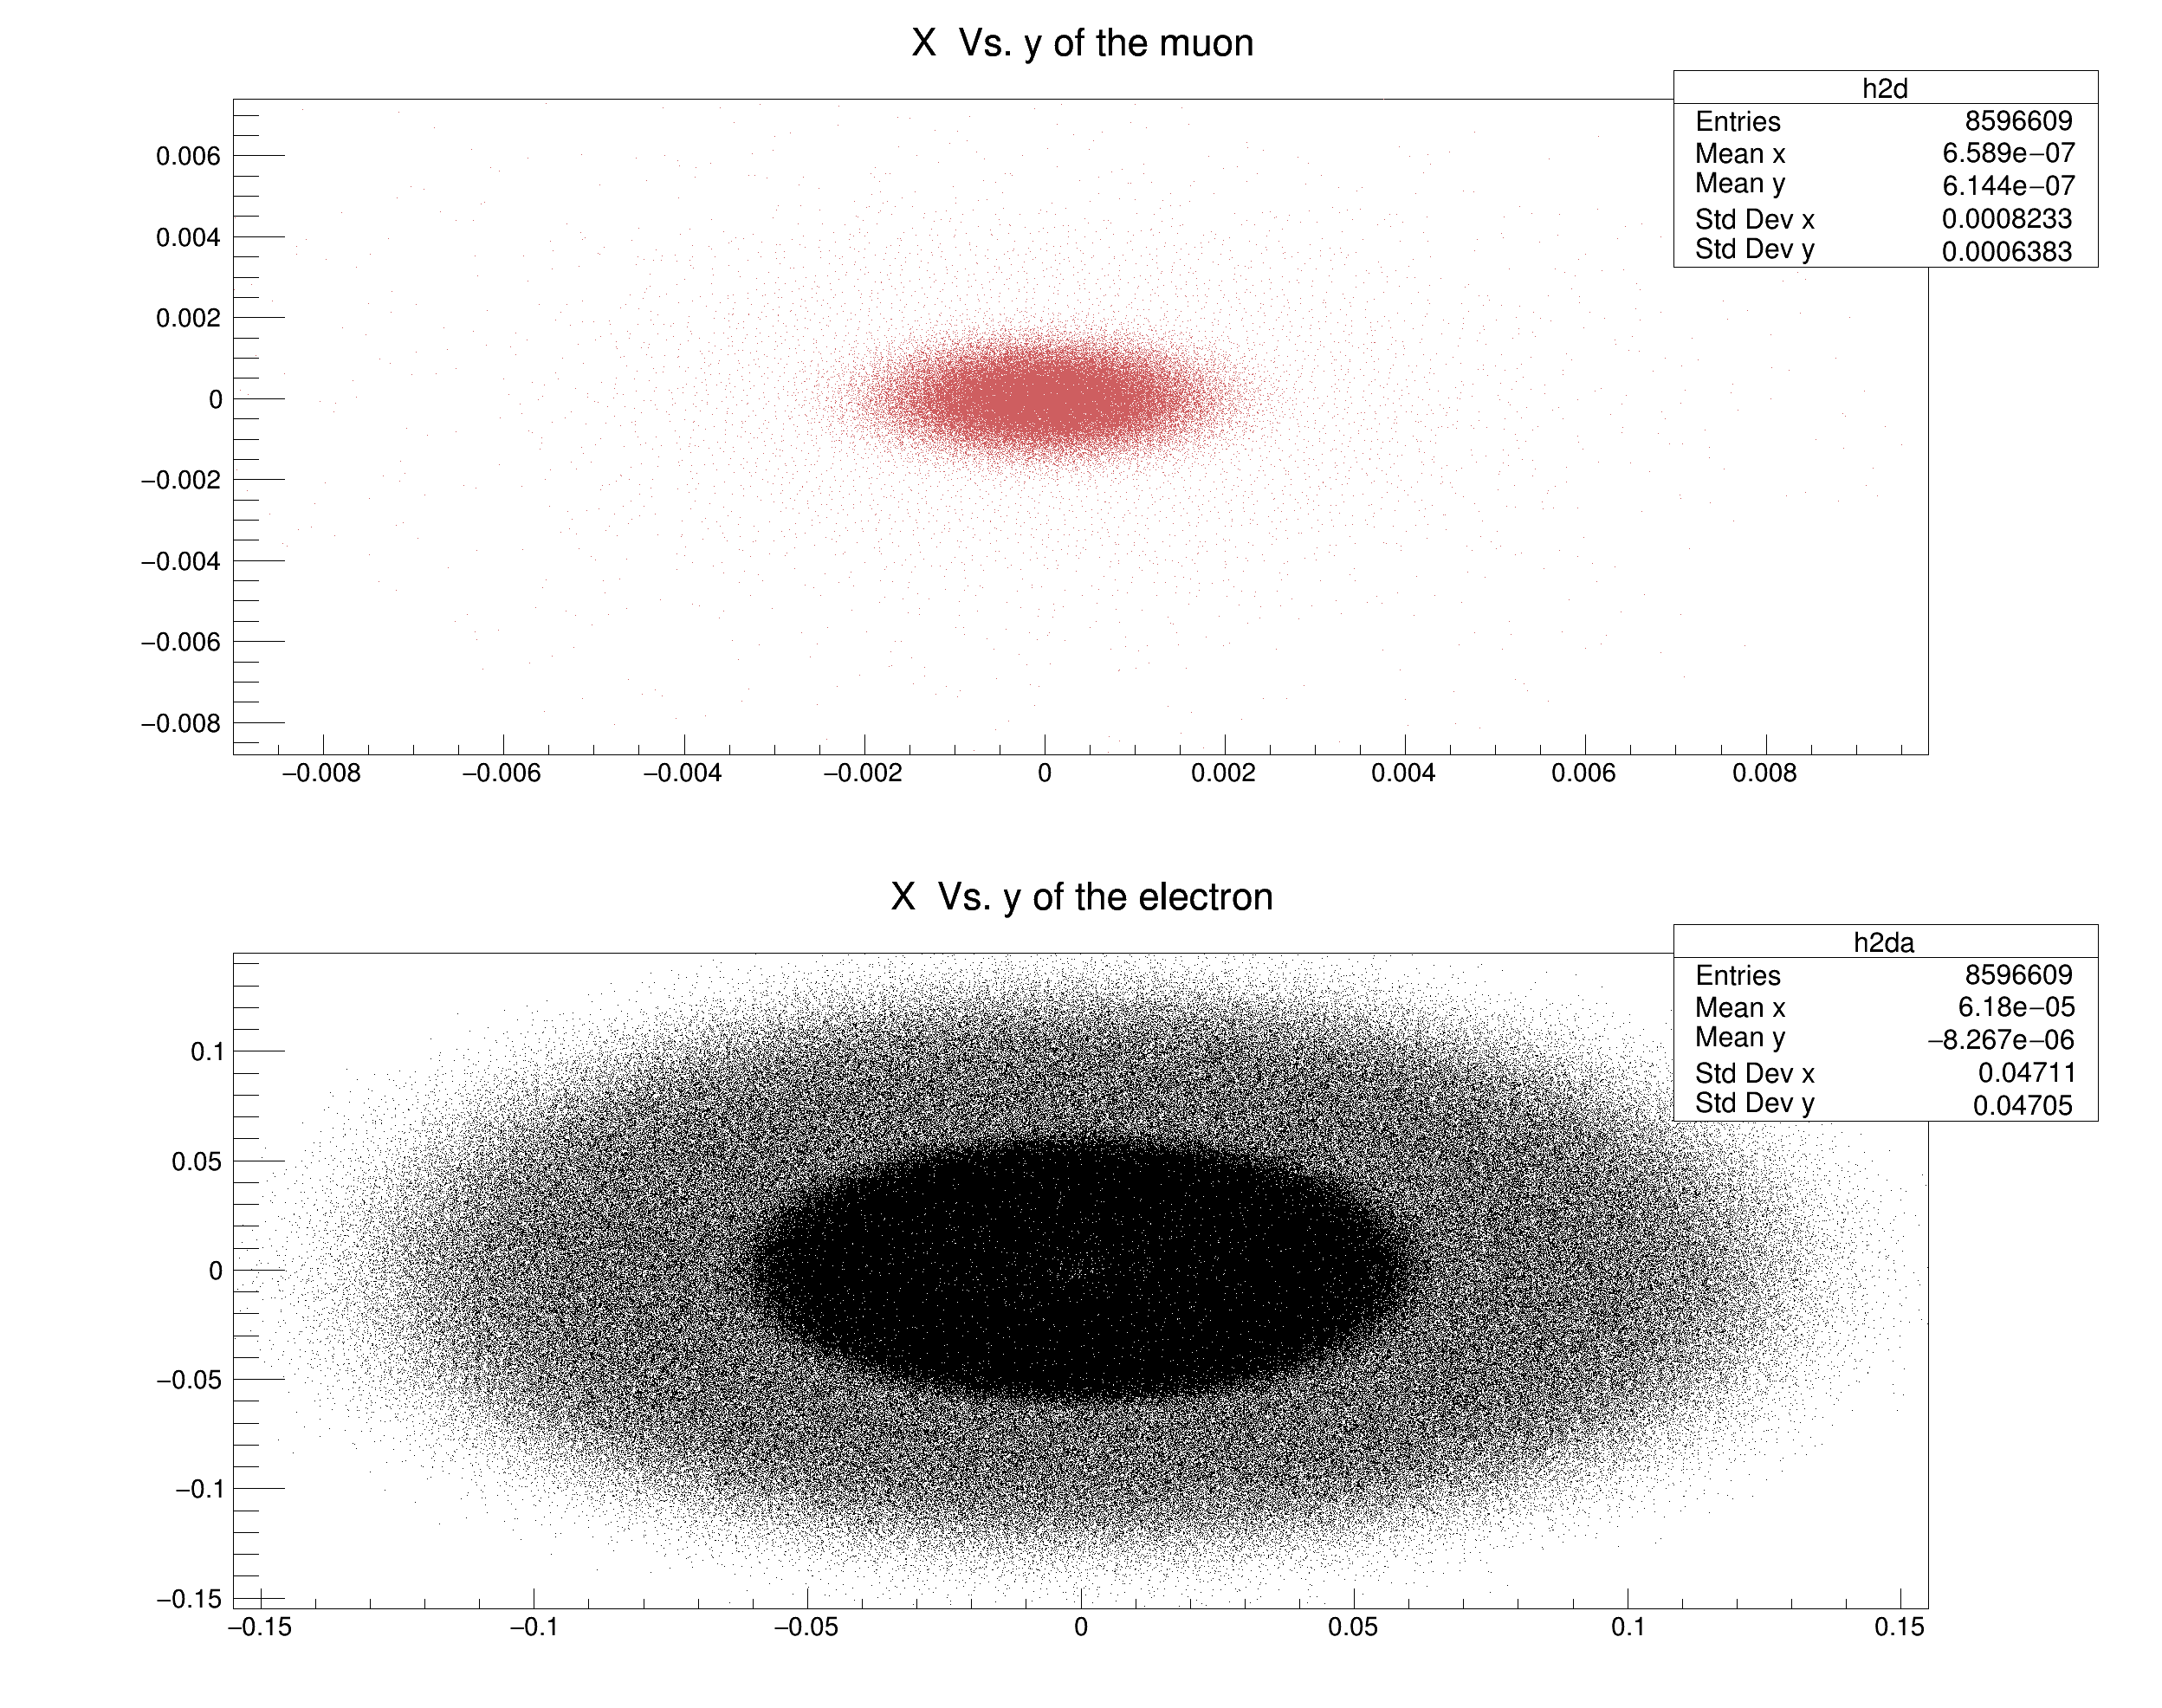 X Vs. y of the muon
h2d
Entries 8596609
Mean x 6.589e−07
Mean y 6.144e−07
Std Dev x 0.0008233
Std Dev y 0.0006383
0.006
0.004
0.002
0
−0.002
−0.004
−0.006
−0.008
−0.008 −0.006 −0.004 −0.002 0 0.002 0.004 0.006 0.008
X Vs. y of the electron
h2da
Entries 8596609
Mean x 6.18e−05
Mean y −8.267e−06
Std Dev x 0.04711
Std Dev y 0.04705
0.1
0.05
0
−0.05
−0.1
−0.15
−0.15 −0.1 −0.05 0 0.05 0.1 0.15